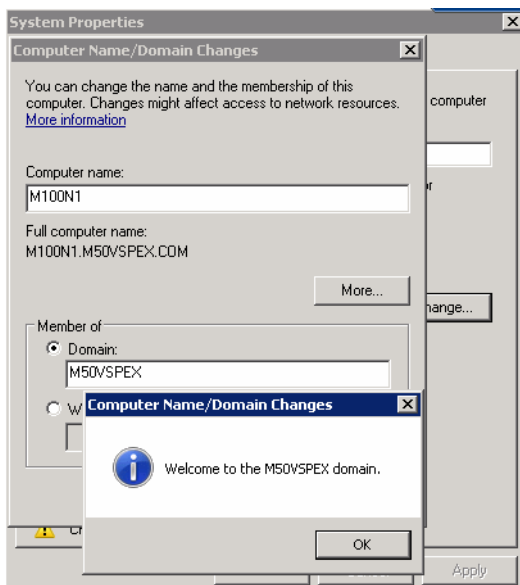 System Properties
Computer Name/Domain Changes
You can change the name and the membership of this
computer. Changes might affect access to network resources.
More information
computer
Computer name:
M100N1
Full computer name:
M100N1.M50VSPEX.COM
More...
hange...
Member of
Domain:
M50VSPEX
W
Computer Name/Domain Changes
Welcome to the M50VSPEX domain.
OK
Apply